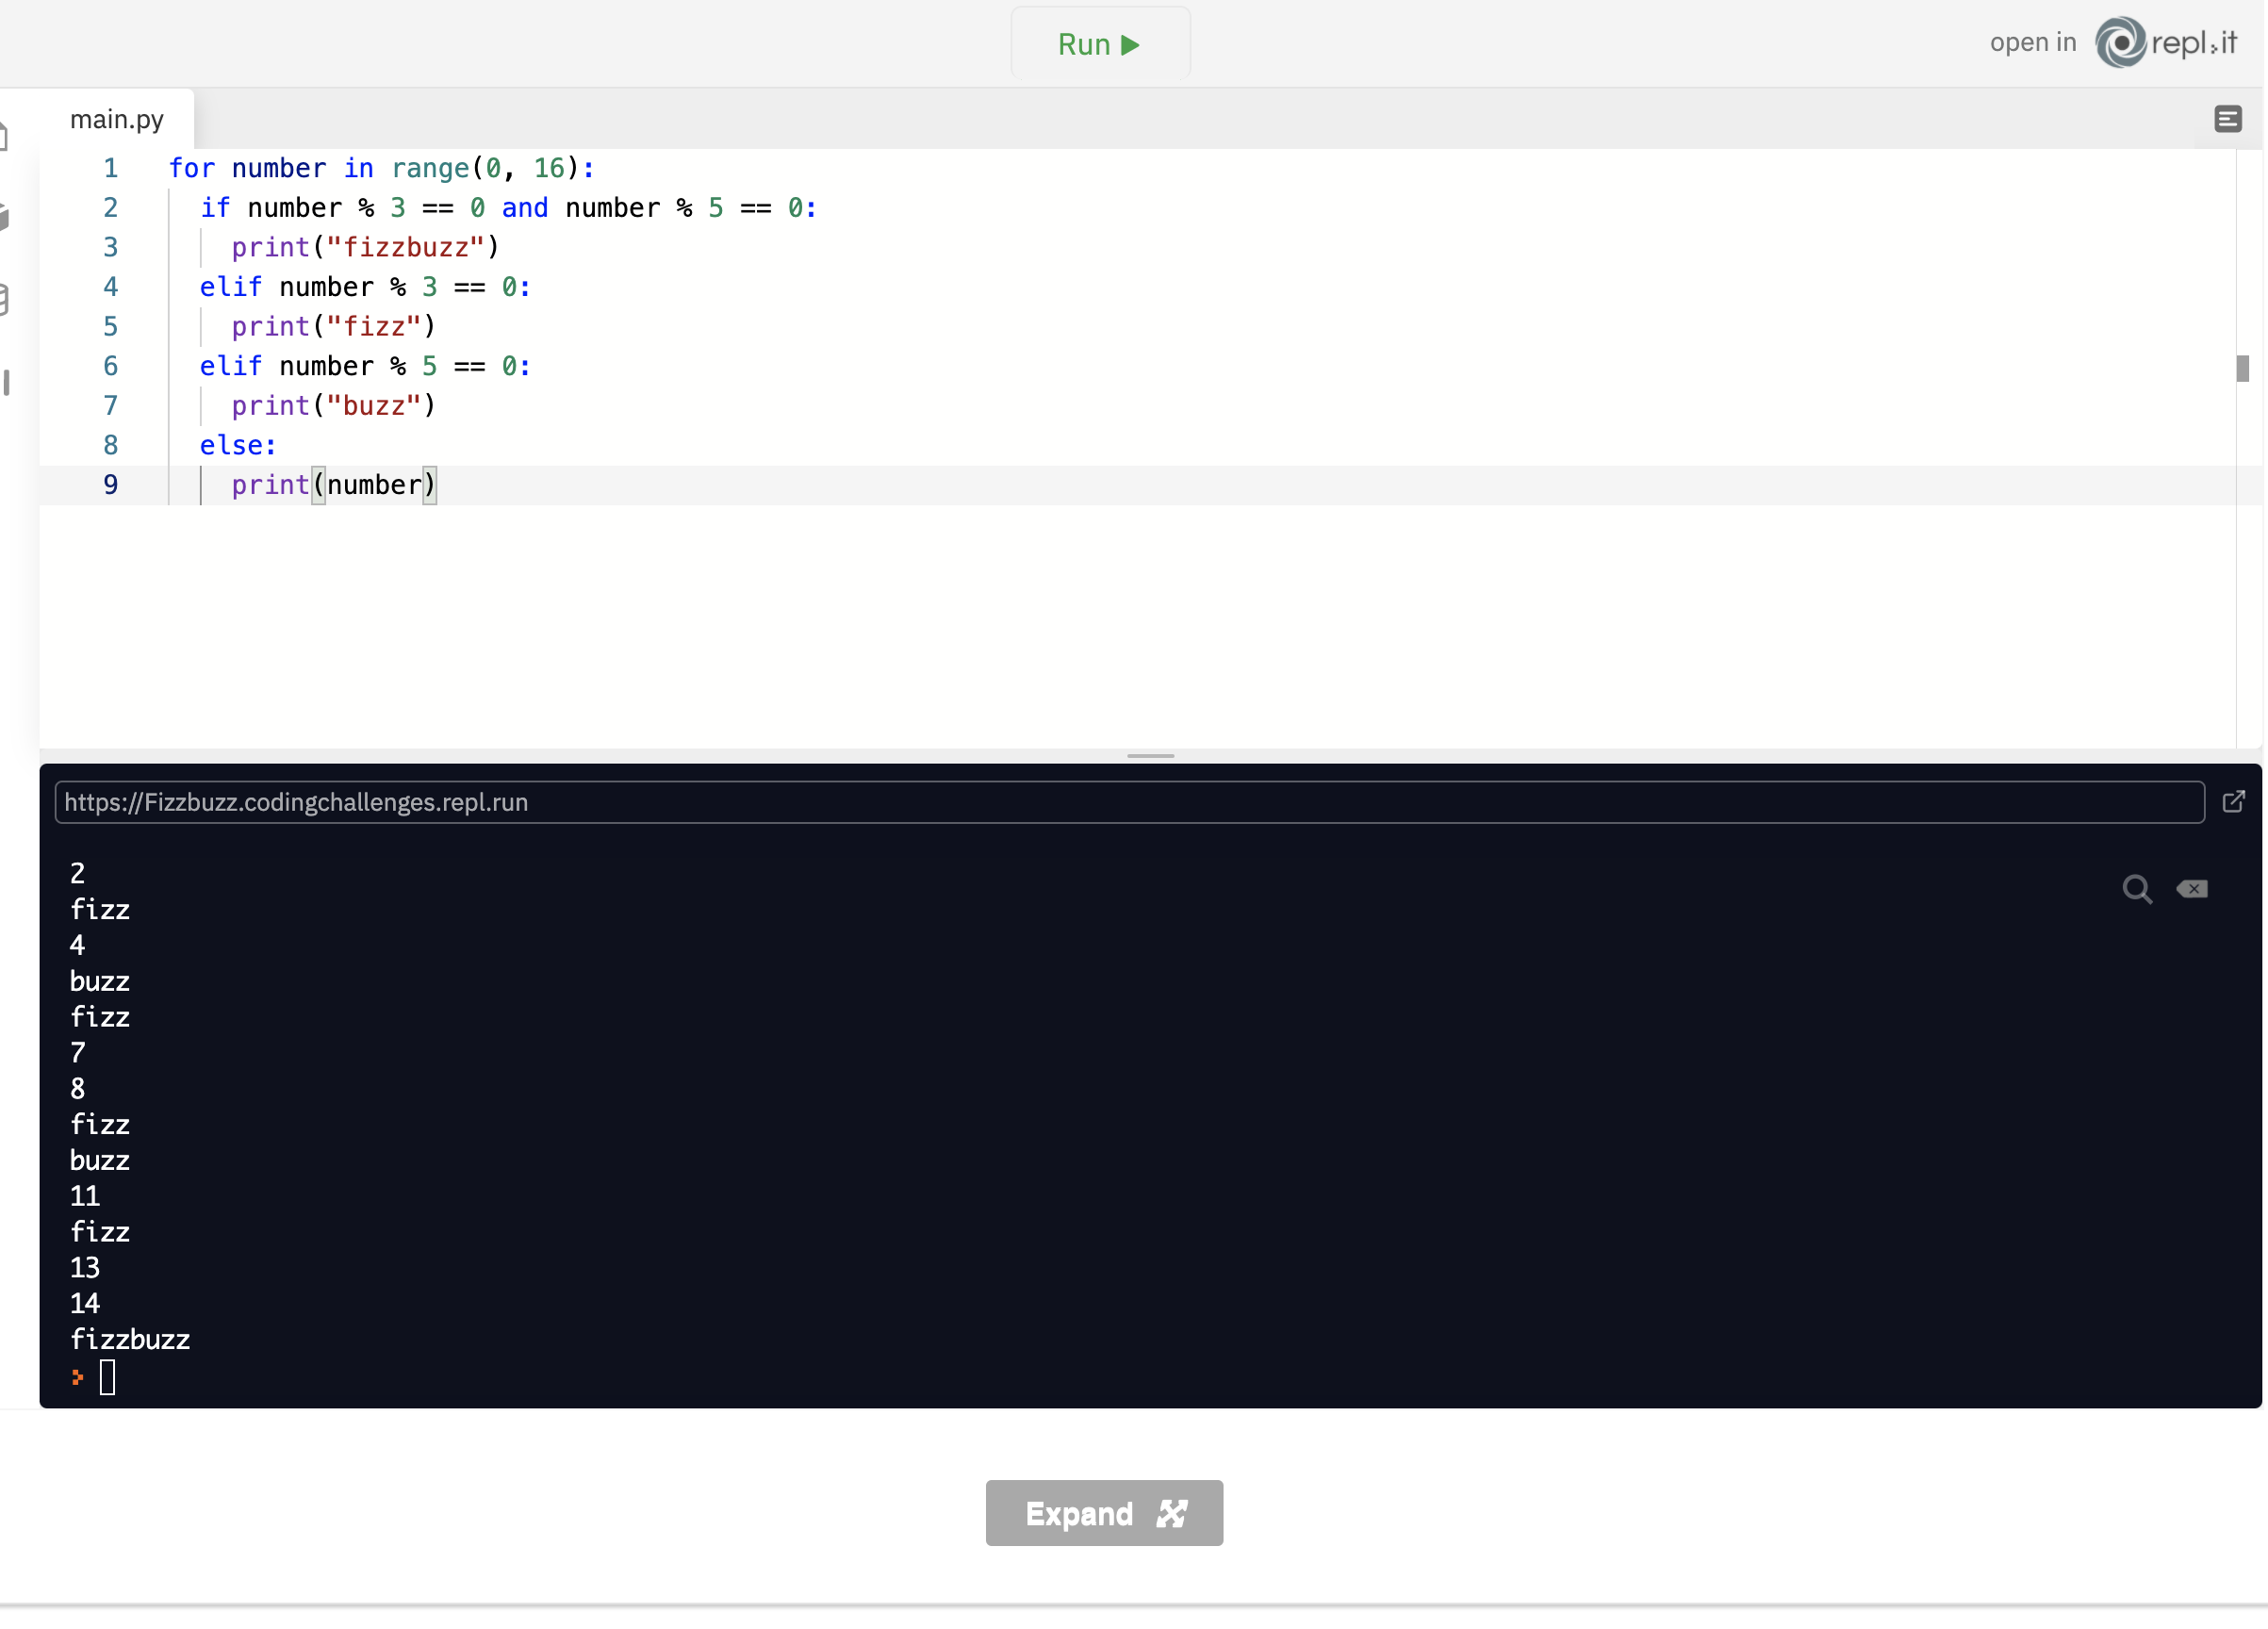 Run
open in repl.it
main.py
1 for number in range(0, 16):
2 if number % 3 == 0 and number % 5 == 0:
3 print("fizzbuzz")
4 elif number % 3 == 0:
5 print("fizz")
6 elif number % 5 == 0:
7 print("buzz")
8 else:
9 print(number)
https://Fizzbuzz.codingchallenges.repl.run
2
fizz
4
buzz
fizz
7
8
fizz
buzz
11
fizz
13
14
fizzbuzz
Expand